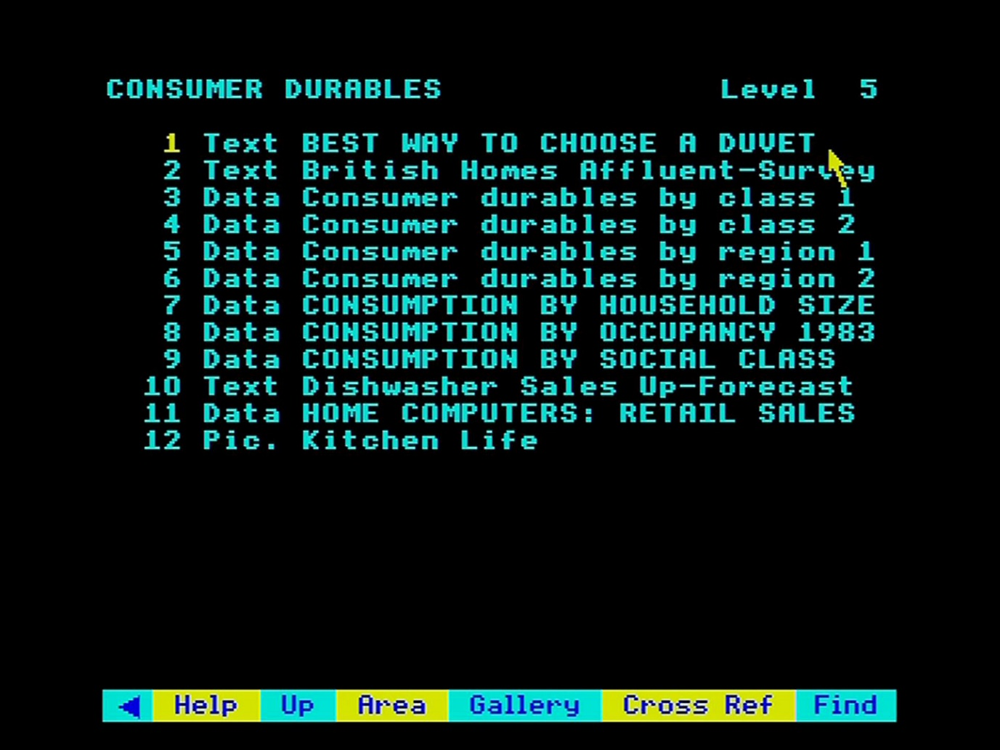 CONSUMER DURABLES Level 5
1 Text BEST WAY TO CHOOSE A DUVET
2 Text British Homes Affluent-Survey
3 Data Consumer durables by class 1
4 Data Consumer durables by class 2
5 Data Consumer durables by region 1
6 Data Consumer durables by region 2
7 Data CONSUMPTION BY HOUSEHOLD SIZE
8 Data CONSUMPTION BY OCCUPANCY 1983
9 Data CONSUMPTION BY SOCIAL CLASS
10 Text Dishwasher Sales Up-Forecast
11 Data HOME COMPUTERS: RETAIL SALES
12 Pic. Kitchen Life
Help Up Area Gallery Cross Ref Find